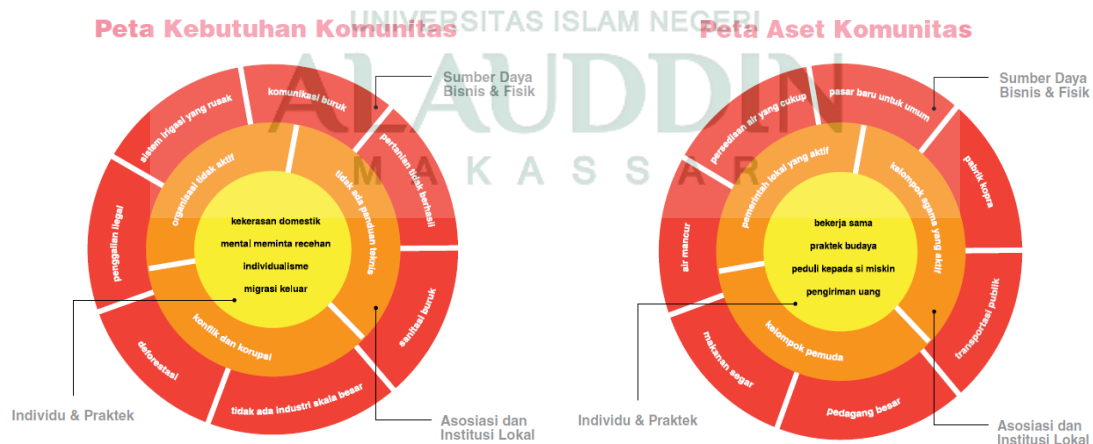 UNIVERSITAS ISLAM NEGERI
ALAUDDIN
MAKASSAR
Peta Kebutuhan Komunitas
Sumber Daya
Bisnis & Fisik
komunikasi buruk
pertanian tidak berhasil
sanitasi buruk
tidak ada industri skala besar
deforestasi
penggalian ilegal
sistem irigasi yang rusak
organisasi tidak aktif
tidak ada panduan teknis
konflik dan korupsi
kekerasan domestik
mental meminta recehan
individualisme
migrasi keluar
Individu & Praktek
Asosiasi dan
Institusi Lokal
Peta Aset Komunitas
Sumber Daya
Bisnis & Fisik
pasar baru untuk umum
pabrik kopra
transportasi publik
pedagang besar
makanan segar
air mancur
persediaan air yang cukup
pemerintah lokal yang aktif
kelompok agama yang aktif
kelompok pemuda
bekerja sama
praktek budaya
peduli kepada si miskin
pengiriman uang
Individu & Praktek
Asosiasi dan
Institusi Lokal